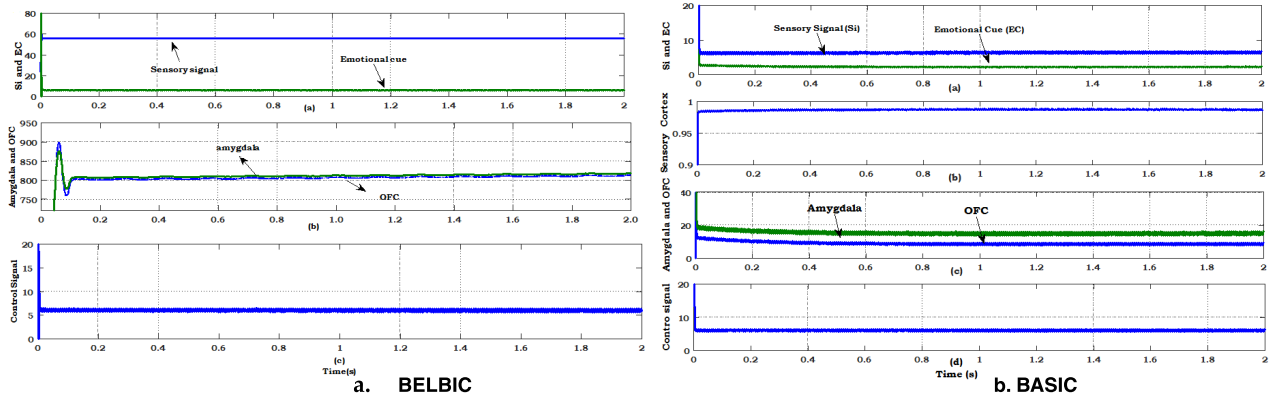 80
60
40
20
0
Si and EC
Sensory signal
Emotional cue
0 0.2 0.4 0.6 0.8 1 1.2 1.4 1.6 1.8 2
(a)
950
900
850
800
750
Amygdala and OFC
amygdala
OFC
0 0.2 0.4 0.6 0.8 1.0 1.2 1.4 1.6 1.8 2.0
(b)
20
15
10
5
0
Control Signal
0 0.2 0.4 0.6 0.8 1 1.2 1.4 1.6 1.8 2
(c)
Time(s)
a. BELBIC
20
10
0
Si and EC
Sensory Signal (Si)
Emotional Cue (EC)
0 0.2 0.4 0.6 0.8 1 1.2 1.4 1.6 1.8 2
(a)
1
0.95
0.9
Sensory Cortex
0 0.2 0.4 0.6 0.8 1 1.2 1.4 1.6 1.8 2
(b)
40
20
0
Amygdala and OFC
Amygdala
OFC
0 0.2 0.4 0.6 0.8 1 1.2 1.4 1.6 1.8 2
(c)
20
10
0
Contro signal
0 0.2 0.4 0.6 0.8 1 1.2 1.4 1.6 1.8 2
(d)
Time (s)
b. BASIC